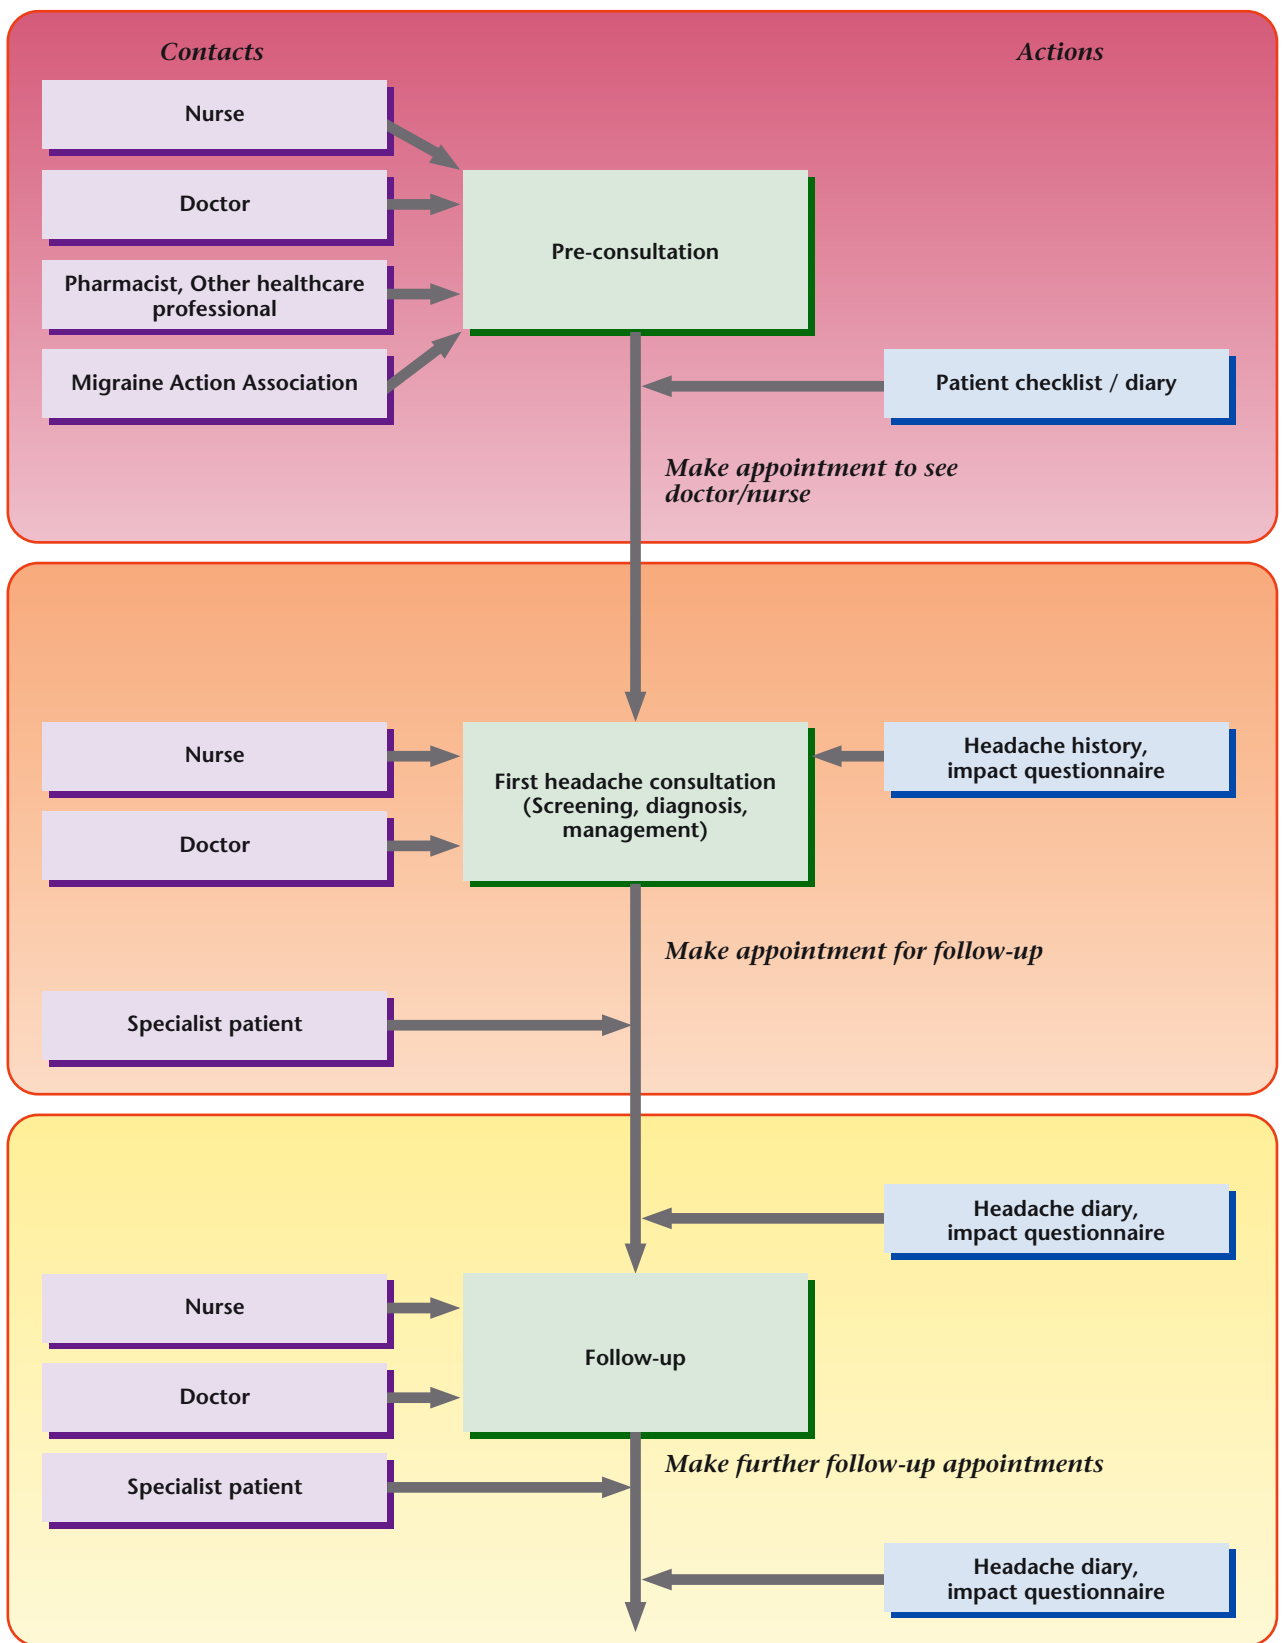 Contacts
Actions
Nurse
Doctor
Pre-consultation
Pharmacist, Other healthcare
professional
Migraine Action Association
Patient checklist / diary
Make appointment to see
doctor/nurse
Nurse
Headache history,
impact questionnaire
First headache consultation
(Screening, diagnosis,
management)
Doctor
Make appointment for follow-up
Specialist patient
Headache diary,
impact questionnaire
Nurse
Follow-up
Doctor
Make further follow-up appointments
Specialist patient
Headache diary,
impact questionnaire